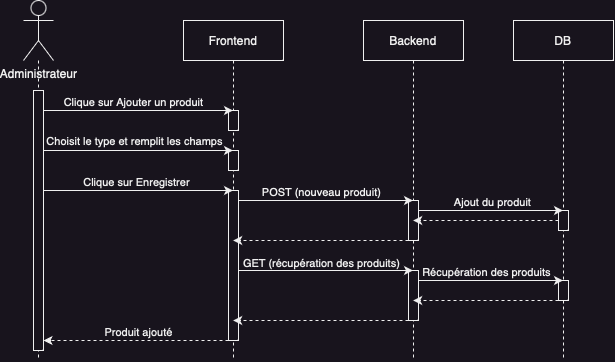 Administrateur
Frontend
Backend
DB
Clique sur Ajouter un produit
Choisit le type et remplit les champs
Clique sur Enregistrer
POST (nouveau produit)
Ajout du produit
GET (récupération des produits)
Récupération des produits
Produit ajouté